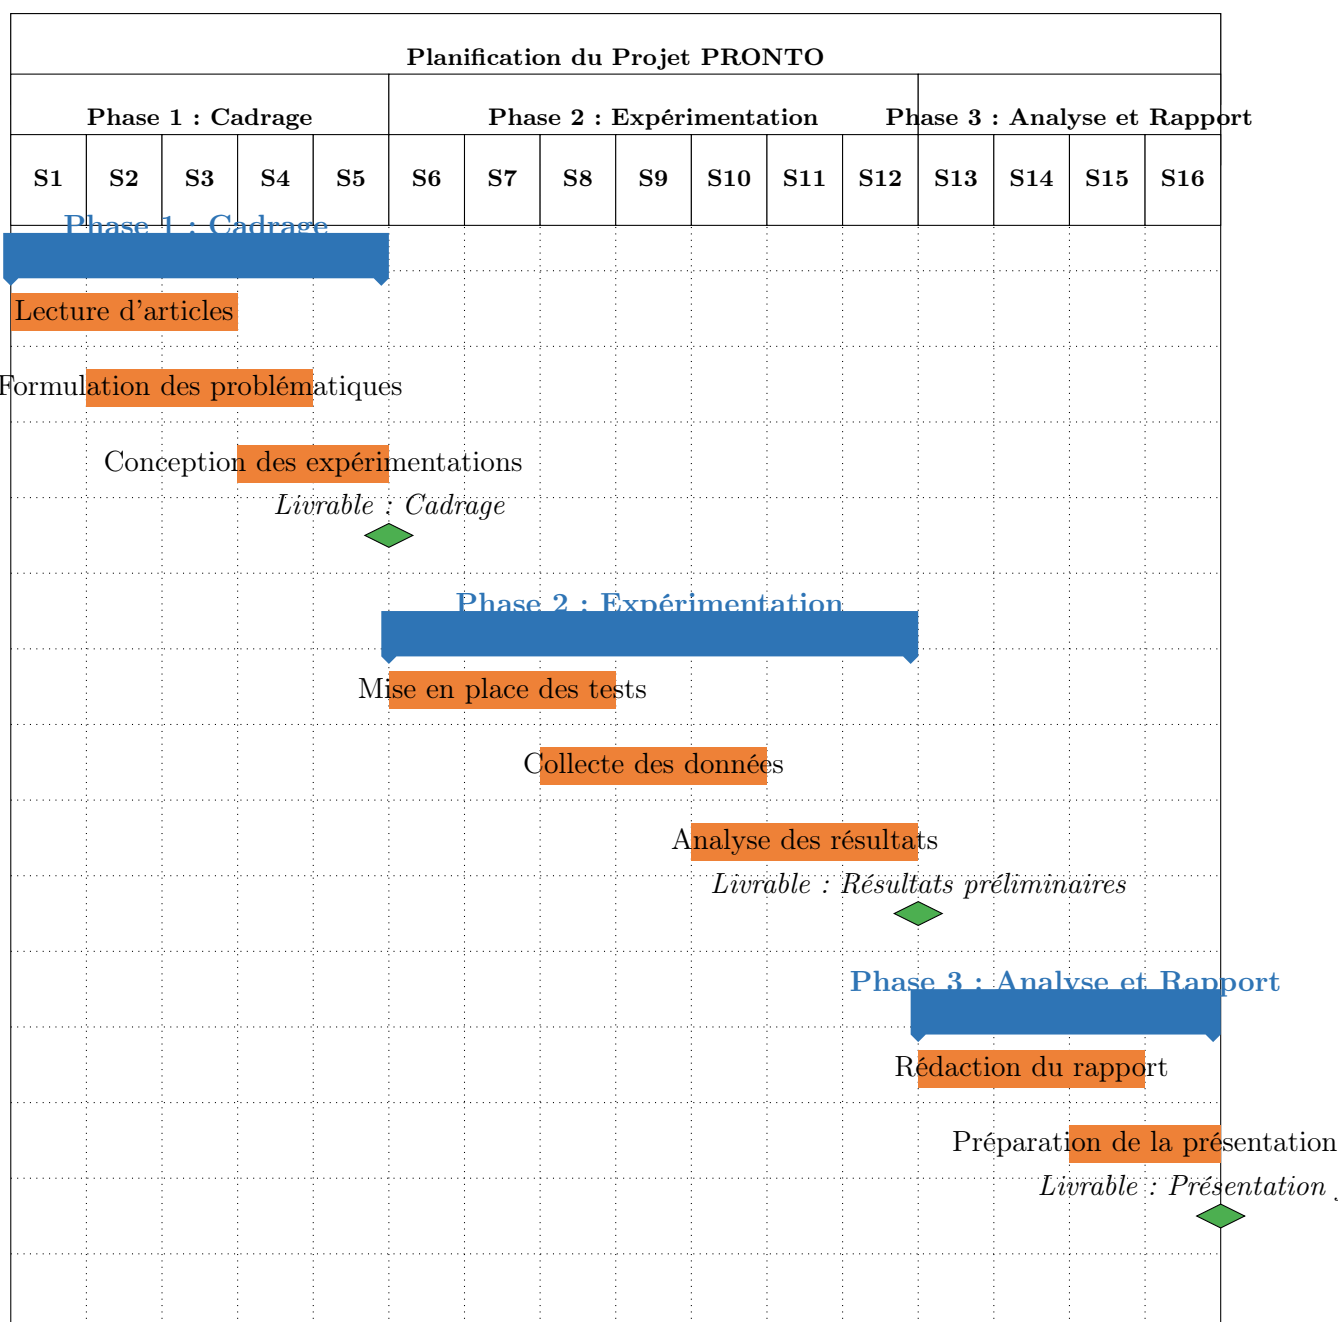 Planification du Projet PRONTO
Phase 1 : Cadrage Phase 2 : Expérimentation Phase 3 : Analyse et Rapport
S1 S2 S3 S4 S5 S6 S7 S8 S9 S10 S11 S12 S13 S14 S15 S16
Phase 1 : Cadrage
Lecture d'articles
Formulation des problématiques
Conception des expérimentations
Livrable : Cadrage
Phase 2 : Expérimentation
Mise en place des tests
Collecte des données
Analyse des résultats
Livrable : Résultats préliminaires
Phase 3 : Analyse et Rapport
Rédaction du rapport
Préparation de la présentation
Livrable : Présentation